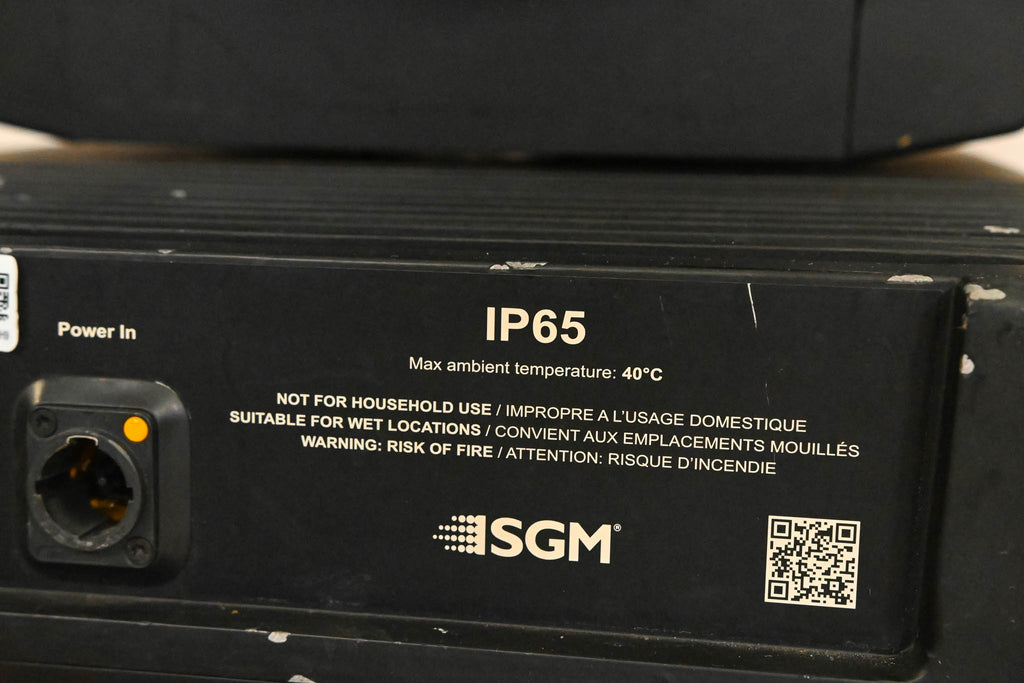 Power In
IP65
Max ambient temperature: 40°C
NOT FOR HOUSEHOLD USE / IMPROPRE A L'USAGE DOMESTIQUE
SUITABLE FOR WET LOCATIONS / CONVIENT AUX EMPLACEMENTS MOUILLÉS
WARNING: RISK OF FIRE / ATTENTION: RISQUE D'INCENDIE
SGM®